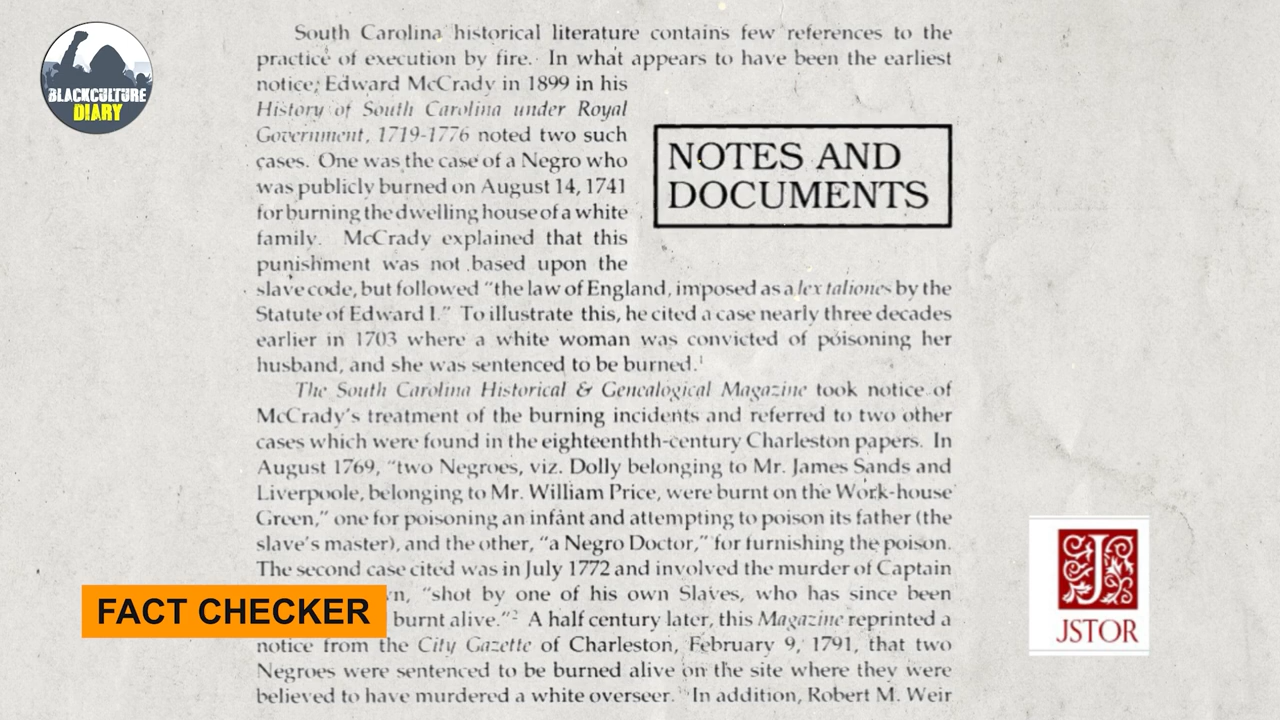 BLACKCULTURE
DIARY
South Carolina historical literature contains few references to the
practice of execution by fire. In what appears to have been the earliest
notice; Edward McCrady in 1899 in his
History of South Carolina under Royal
Government, 1719-1776 noted two such
cases. One was the case of a Negro who
was publicly burned on August 14, 1741
for burning the dwelling house of a white
family. McCrady explained that this
punishment was not based upon the
NOTES AND
DOCUMENTS
slave code, but followed "the law of England, imposed as a lex taliones by the
Statute of Edward I." To illustrate this, he cited a case nearly three decades
earlier in 1703 where a white woman was convicted of poisoning her
husband, and she was sentenced to be burned.¹
The South Carolina Historical & Genealogical Magazine took notice of
McCrady's treatment of the burning incidents and referred to two other
cases which were found in the eighteenthth-century Charleston papers. In
August 1769, "two Negroes, viz. Dolly belonging to Mr. James Sands and
Liverpoole, belonging to Mr. William Price, were burnt on the Work-house
Green," one for poisoning an infant and attempting to poison its father (the
slave's master), and the other, "a Negro Doctor," for furnishing the poison.
The second case cited was in July 1772 and involved the murder of Captain
"shot by one of his own Slaves, who has since been
burnt alive."² A half century later, this Magazine reprinted a
notice from the City Gazette of Charleston, February 9, 1791, that two
Negroes were sentenced to be burned alive on the site where they were
believed to have murdered a white overseer. In addition, Robert M. Weir
FACT CHECKER
JSTOR